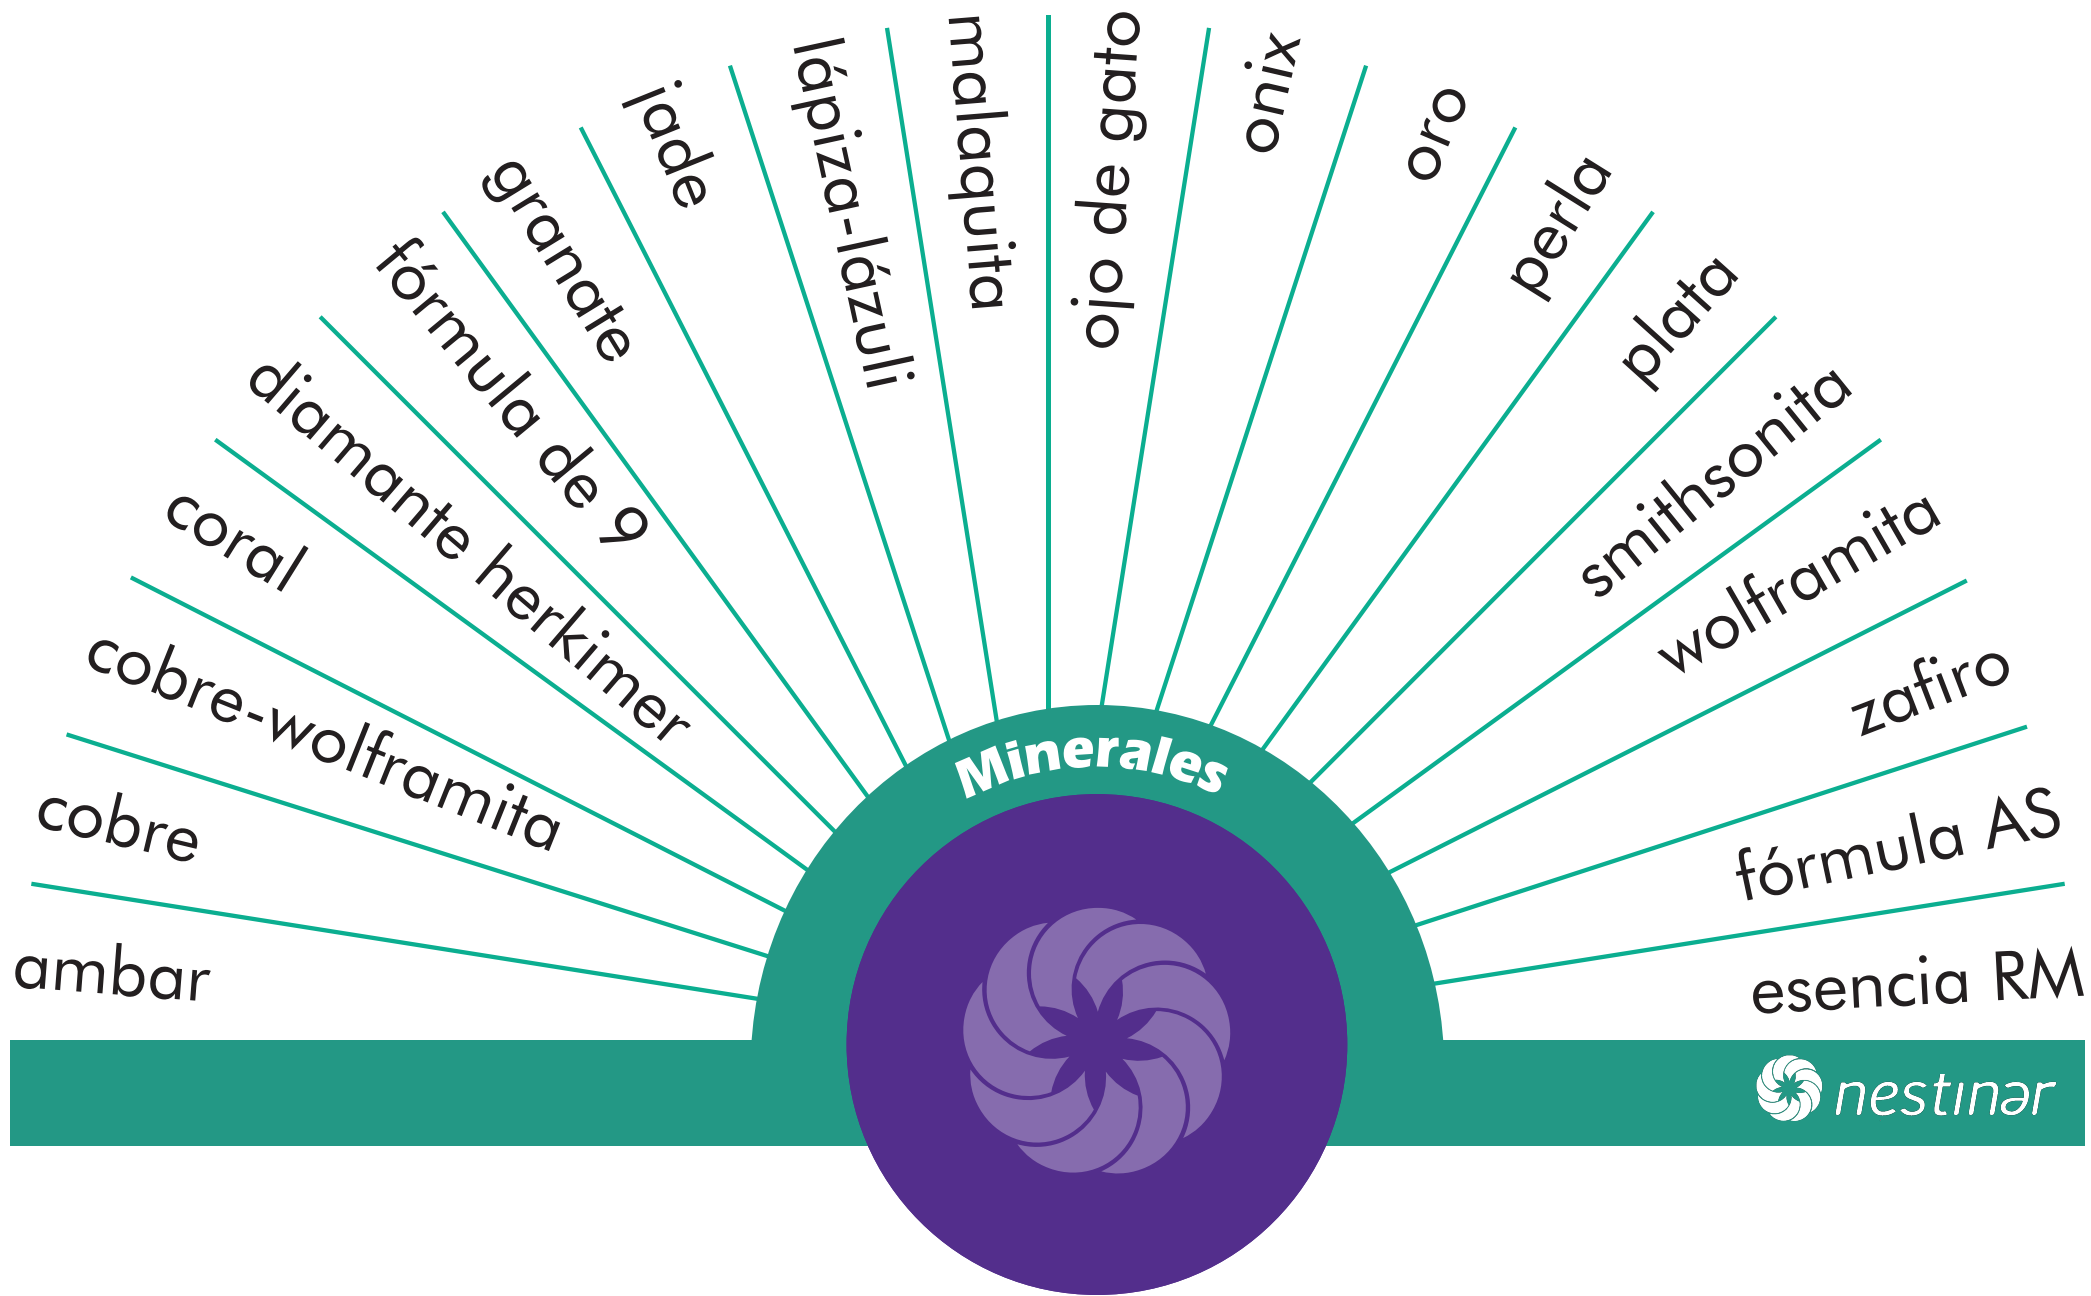 ambar
cobre
cobre-wolframita
coral
diamante herkimer
fórmula de 9
granate
jade
lápiza-lázuli
malaquita
ojo de gato
onix
oro
perla
plata
smithsonita
wolframita
zafiro
fórmula AS
esencia RM
Minerales
nestinar